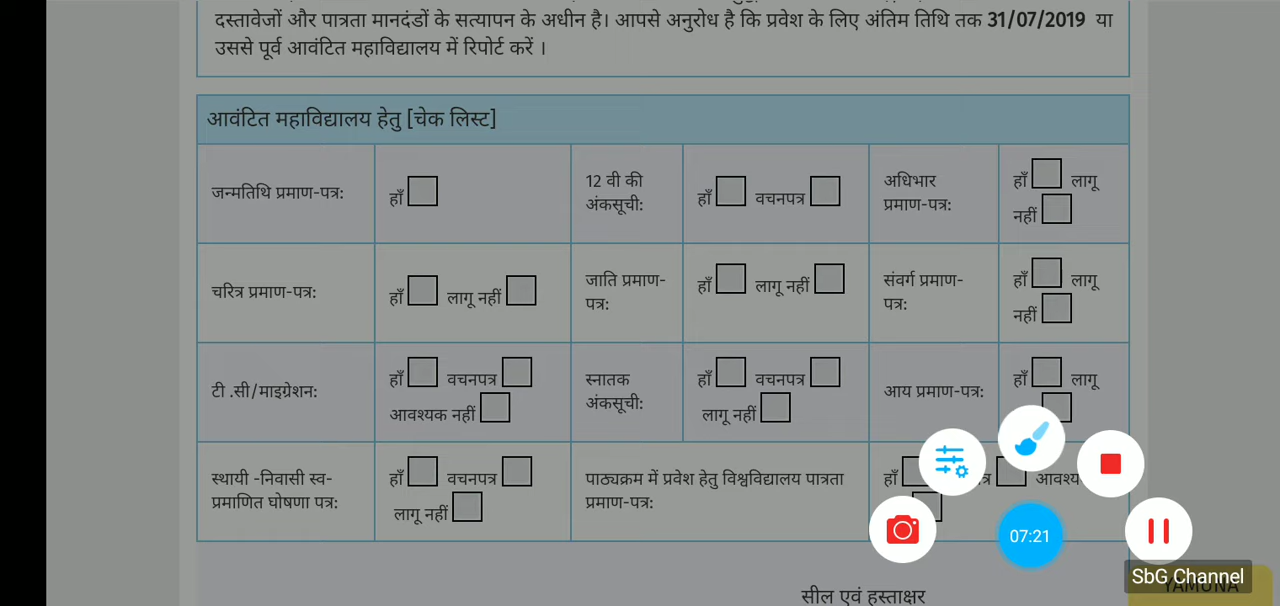 दस्तावेजों और पात्रता मानदंडों के सत्यापन के अधीन है। आपसे अनुरोध है कि प्रवेश के लिए अंतिम तिथि तक 31/07/2019 या
उससे पूर्व आवंटित महाविद्यालय में रिपोर्ट करें ।
आवंटित महाविद्यालय हेतु [चेक लिस्ट]
जन्मतिथि प्रमाण-पत्र:
हाँ
12 वी की
अंकसूची:
हाँ वचनपत्र
अधिभार
प्रमाण-पत्र:
हाँ लागू
नहीं
चरित्र प्रमाण-पत्र:
हाँ लागू नहीं
जाति प्रमाण-
पत्र:
हाँ लागू नहीं
संवर्ग प्रमाण-
पत्र:
हाँ लागू
नहीं
टी .सी/माइग्रेशन:
हाँ वचनपत्र
आवश्यक नहीं
स्नातक
अंकसूची:
हाँ वचनपत्र
लागू नहीं
आय प्रमाण-पत्र:
हाँ लागू
स्थायी -निवासी स्व-
प्रमाणित घोषणा पत्र:
हाँ वचनपत्र
लागू नहीं
पाठ्यक्रम में प्रवेश हेतु विश्वविद्यालय पात्रता
प्रमाण-पत्र:
हाँ
07:21
SbG Channel
YAMUNA
सील एवं हस्ताक्षर